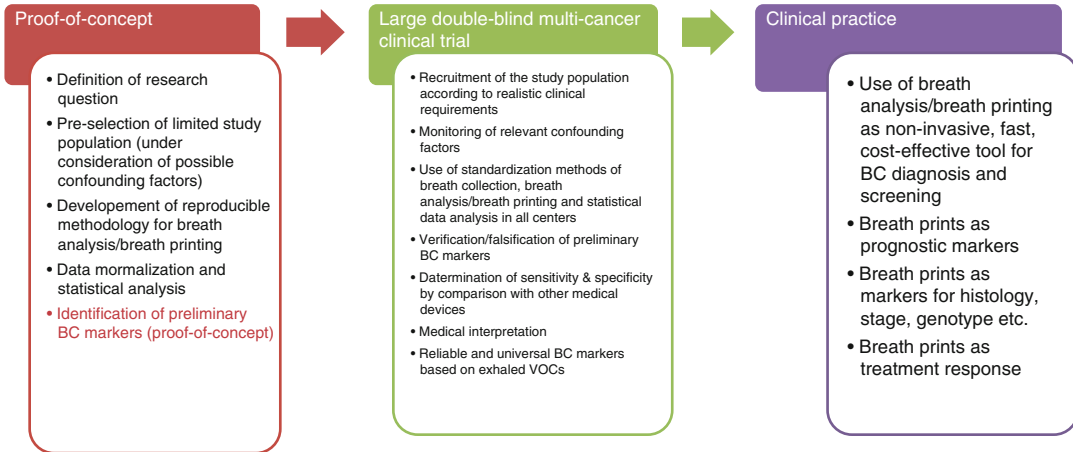 Proof-of-concept
• Definition of research
question
• Pre-selection of limited study
population (under
consideration of possible
confounding factors)
• Developement of reproducible
methodology for breath
analysis/breath printing
• Data mormalization and
statistical analysis
• Identification of preliminary
BC markers (proof-of-concept)
Large double-blind multi-cancer
clinical trial
• Recruitment of the study population
according to realistic clinical
requirements
• Monitoring of relevant confounding
factors
• Use of standardization methods of
breath collection, breath
analysis/breath printing and statistical
data analysis in all centers
• Verification/falsification of preliminary
BC markers
• Datermination of sensitivity & specificity
by comparison with other medical
devices
• Medical interpretation
• Reliable and universal BC markers
based on exhaled VOCs
Clinical practice
• Use of breath
analysis/breath printing
as non-invasive, fast,
cost-effective tool for
BC diagnosis and
screening
• Breath prints as
prognostic markers
• Breath prints as
markers for histology,
stage, genotype etc.
• Breath prints as
treatment response